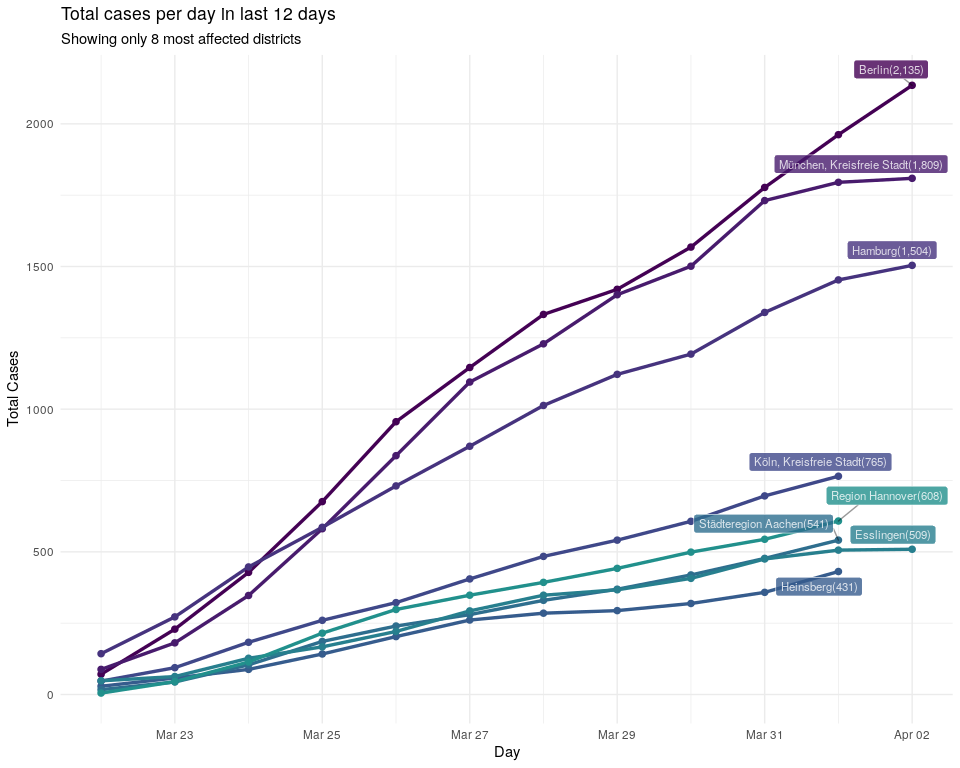 Total cases per day in last 12 days
Showing only 8 most affected districts
Berlin(2,135)
2000
München, Kreisfreie Stadt(1,809)
1500
Hamburg(1,504)
Total Cases
1000
Köln, Kreisfreie Stadt(765)
Region Hannover(608)
Städteregion Aachen(541)
Esslingen(509)
500
Heinsberg(431)
0
Mar 23
Mar 25
Mar 27
Mar 29
Mar 31
Apr 02
Day